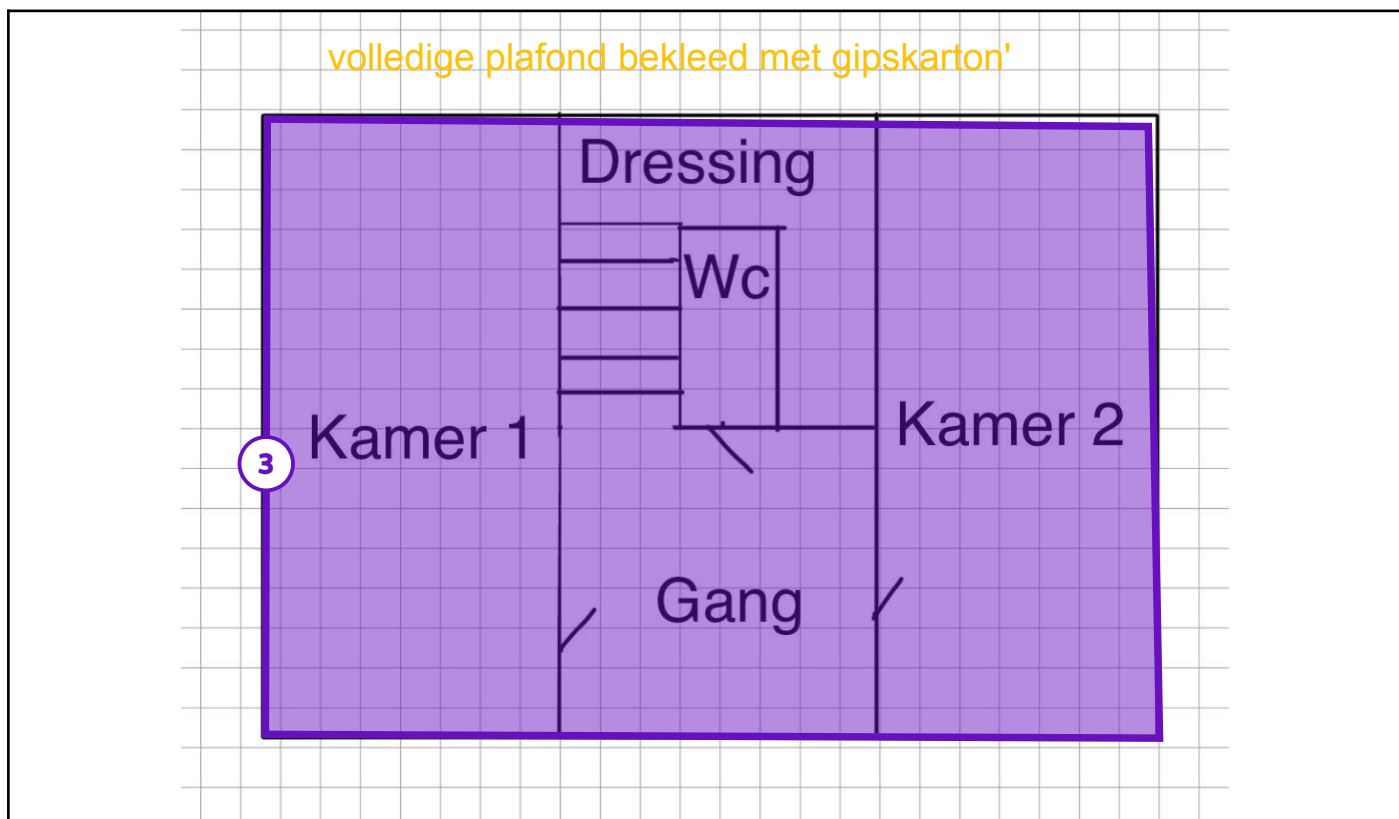 volledige plafond bekleed met gipskarton'
Dressing
Wc
Kamer 1
Kamer 2
3
Gang